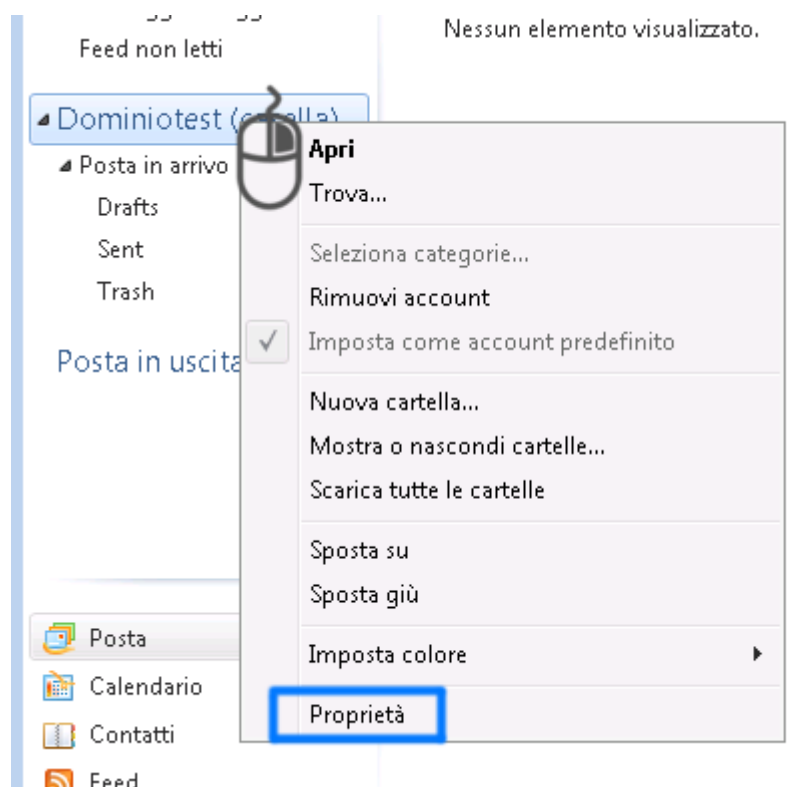 Nessun elemento visualizzato.
Feed non letti
Dominiotest (
Posta in arrivo
Drafts
Sent
Trash
Posta in uscita
Apri
Trova...
Seleziona categorie...
Rimuovi account
Imposta come account predefinito
Nuova cartella...
Mostra o nascondi cartelle...
Scarica tutte le cartelle
Sposta su
Sposta giù
Imposta colore
Proprietà
Posta
Calendario
Contatti
Feed